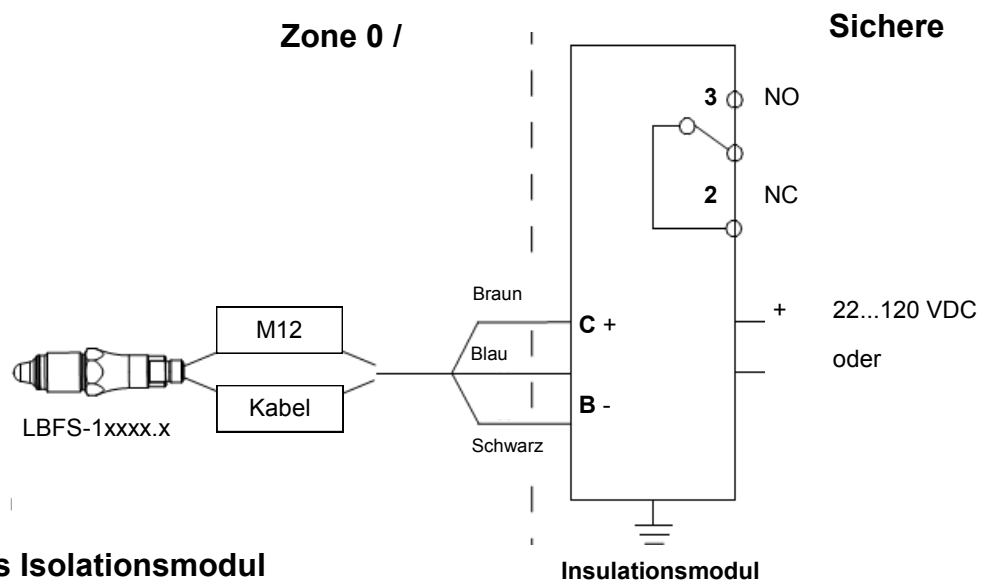 Zone 0 /
Sichere
3 NO
2 NC
Braun
C +
+ 22...120 VDC
M12
Blau
oder
Kabel
B -
LBFS-1xxxx.x
Schwarz
s Isolationsmodul
Insulationsmodul